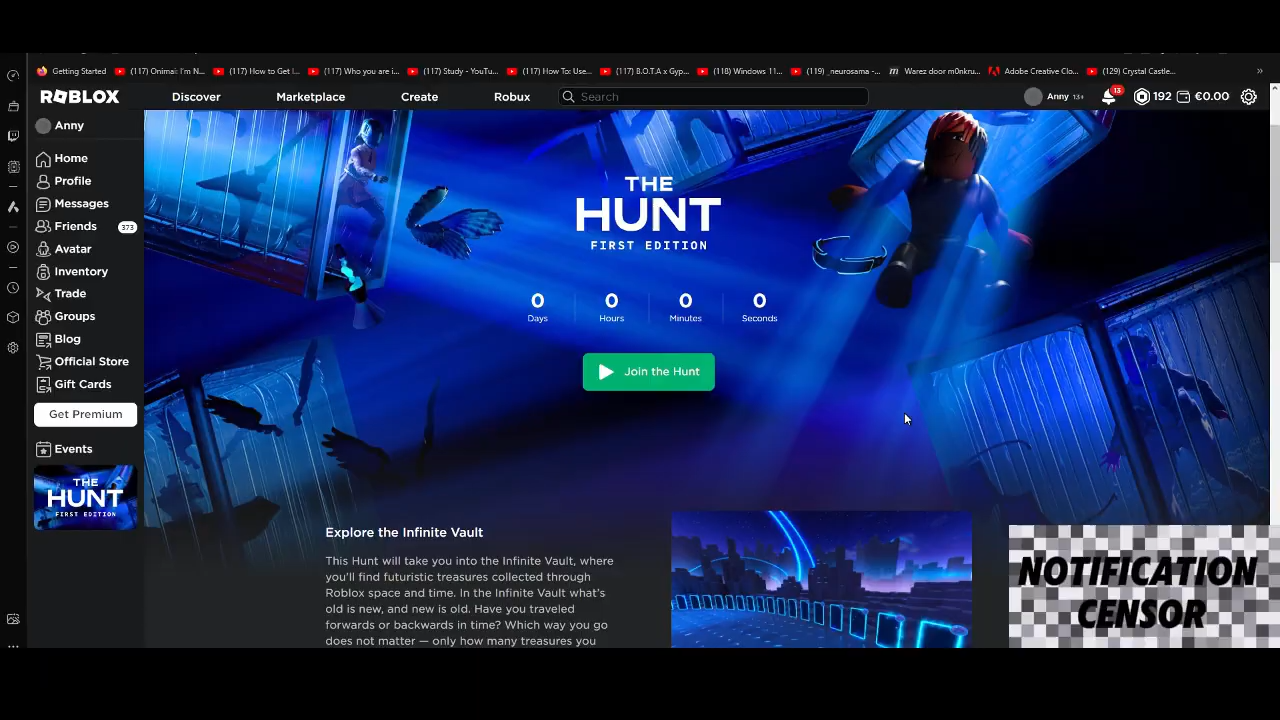 Getting Started
(117) Onimai: I'm N...
(117) How to Get I...
(117) Who you are i...
(117) Study - YouTu...
(117) How To: Use...
(117) B.O.T.A x Gyp...
(118) Windows 11...
(119) _neurosama -...
Warez door m0nkru...
Adobe Creative Clo...
(129) Crystal Castle...
»
ROBLOX
Discover
Marketplace
Create
Robux
Search
Anny 13+
13
192
€0.00
Anny
Home
Profile
Messages
Friends 373
Avatar
Inventory
Trade
Groups
Blog
Official Store
Gift Cards
Get Premium
Events
THE
HUNT
FIRST EDITION
THE
HUNT
FIRST EDITION
0 0 0 0
Days Hours Minutes Seconds
Join the Hunt
Explore the Infinite Vault
This Hunt will take you into the Infinite Vault, where
you'll find futuristic treasures collected through
Roblox space and time. In the Infinite Vault what's
old is new, and new is old. Have you traveled
forwards or backwards in time? Which way you go
does not matter — only how many treasures you
NOTIFICATION
CENSOR